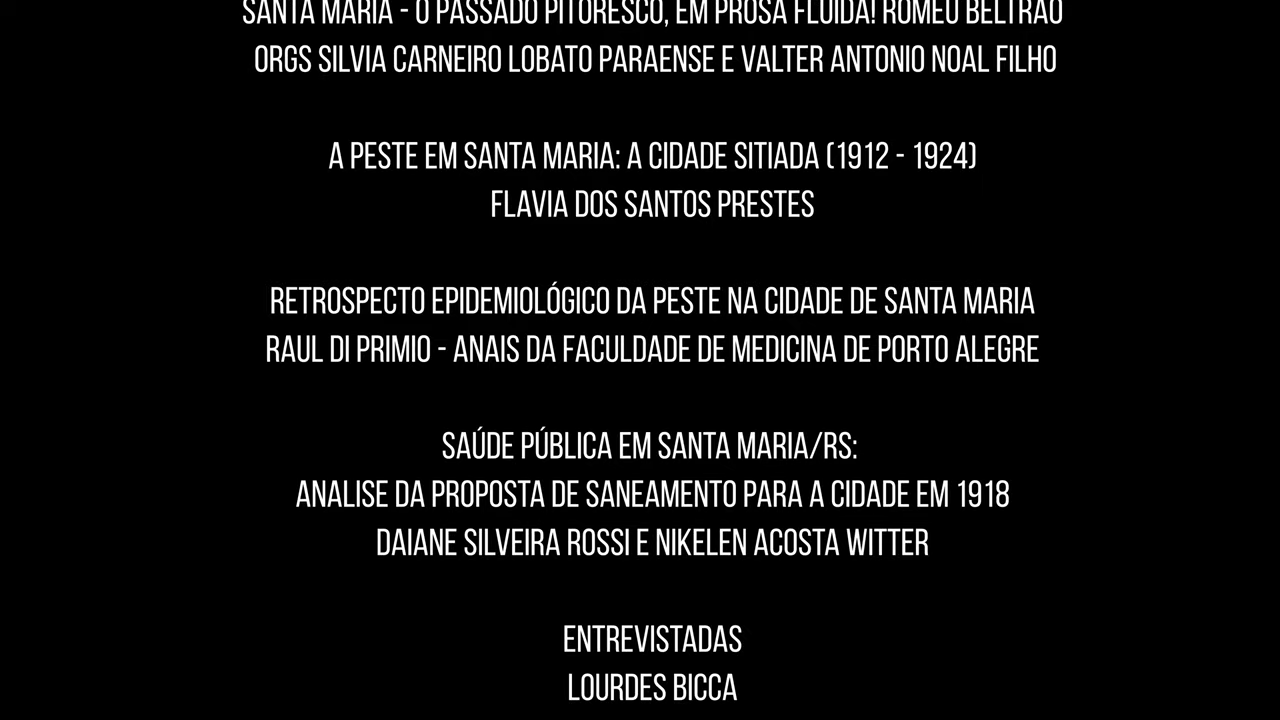 SANTA MARIA - O PASSADO PITORESCO, EM PROSA FLUIDA! ROMEU BELTRÃO
ORGS SILVIA CARNEIRO LOBATO PARAENSE E VALTER ANTONIO NOAL FILHO
A PESTE EM SANTA MARIA: A CIDADE SITIADA (1912 - 1924)
FLAVIA DOS SANTOS PRESTES
RETROSPECTO EPIDEMIOLÓGICO DA PESTE NA CIDADE DE SANTA MARIA
RAUL DI PRIMIO - ANAIS DA FACULDADE DE MEDICINA DE PORTO ALEGRE
SAÚDE PÚBLICA EM SANTA MARIA/RS:
ANALISE DA PROPOSTA DE SANEAMENTO PARA A CIDADE EM 1918
DAIANE SILVEIRA ROSSI E NIKELEN ACOSTA WITTER
ENTREVISTADAS
LOURDES BICCA